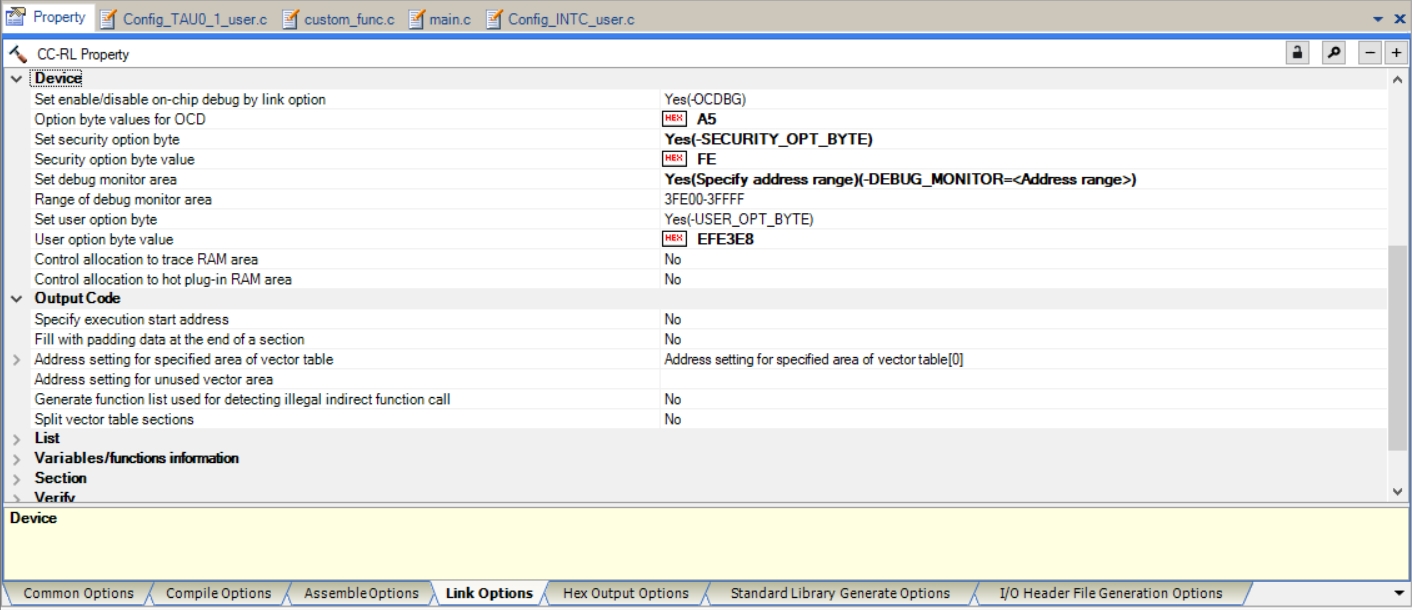 Property Config_TAU0_1_user.c custom_func.c main.c Config_INTC_user.c
CC-RL Property
Device
Set enable/disable on-chip debug by link option Yes(-OCDBG)
Option byte values for OCD HEX A5
Set security option byte Yes(-SECURITY_OPT_BYTE)
Security option byte value HEX FE
Set debug monitor area Yes(Specify address range)(-DEBUG_MONITOR=<Address range>)
Range of debug monitor area 3FE00-3FFFF
Set user option byte Yes(-USER_OPT_BYTE)
User option byte value HEX EFE3E8
Control allocation to trace RAM area No
Control allocation to hot plug-in RAM area No
Output Code
Specify execution start address No
Fill with padding data at the end of a section No
Address setting for specified area of vector table Address setting for specified area of vector table[0]
Address setting for unused vector area
Generate function list used for detecting illegal indirect function call No
Split vector table sections No
List
Variables/functions information
Section
Verify
Device
Common Options Compile Options Assemble Options Link Options Hex Output Options Standard Library Generate Options I/O Header File Generation Options